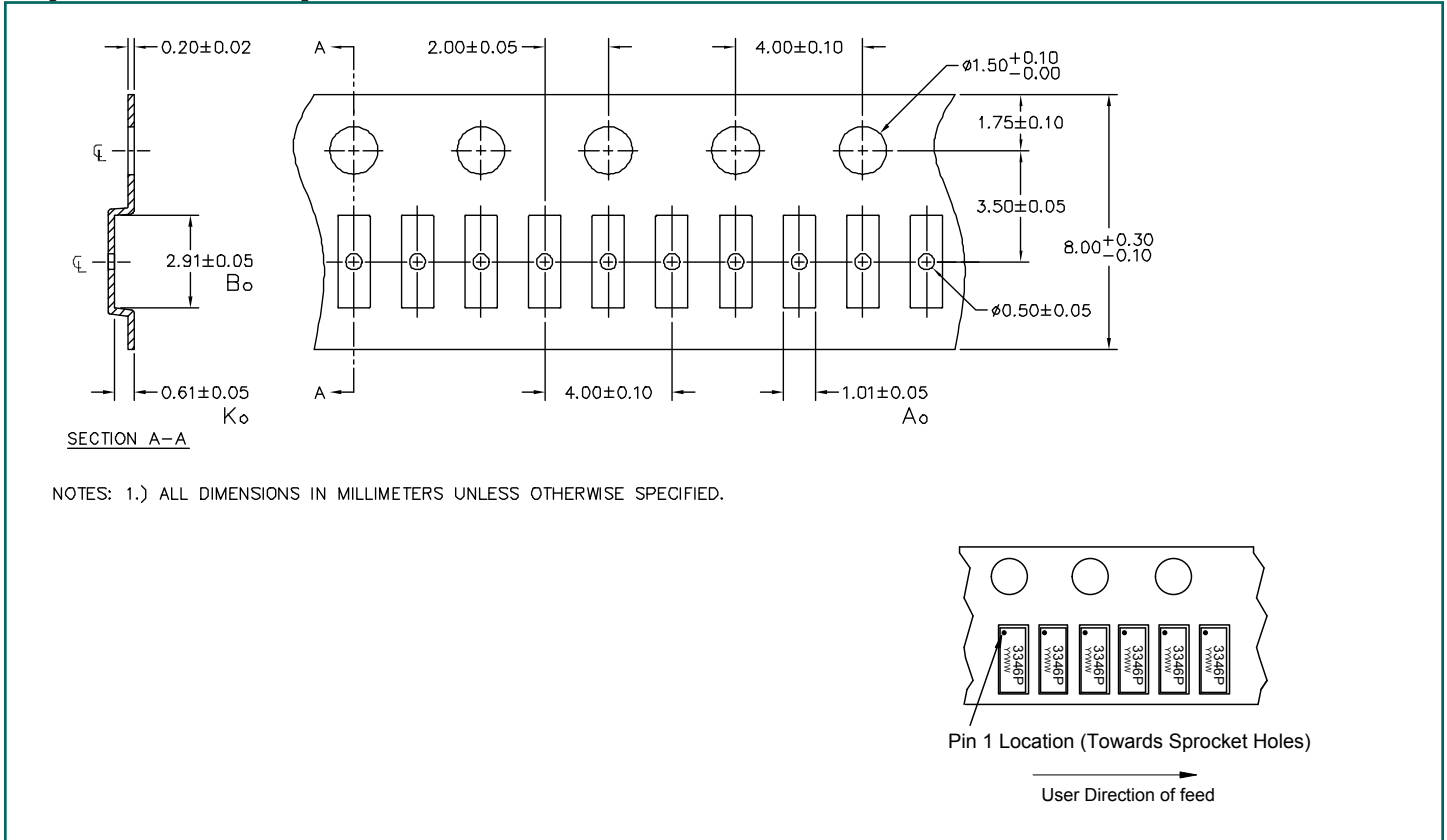 0.20±0.02
A
2.00±0.05
4.00±0.10
ø1.50+0.10
-0.00
1.75±0.10
℄
3.50±0.05
8.00+0.30
-0.10
℄
2.91±0.05
Bo
ø0.50±0.05
0.61±0.05
Ko
A
4.00±0.10
1.01±0.05
Ao
SECTION A-A
NOTES: 1.) ALL DIMENSIONS IN MILLIMETERS UNLESS OTHERWISE SPECIFIED.
3346P
YYWW
3346P
YYWW
3346P
YYWW
3346P
YYWW
3346P
YYWW
3346P
YYWW
Pin 1 Location (Towards Sprocket Holes)
User Direction of feed